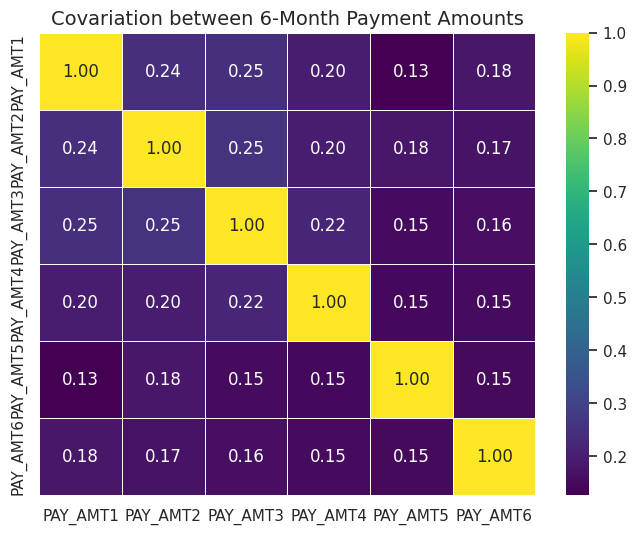 Covariation between 6-Month Payment Amounts
PAY_AMT1 1.00 0.24 0.25 0.20 0.13 0.18
PAY_AMT2 0.24 1.00 0.25 0.20 0.18 0.17
PAY_AMT3 0.25 0.25 1.00 0.22 0.15 0.16
PAY_AMT4 0.20 0.20 0.22 1.00 0.15 0.15
PAY_AMT5 0.13 0.18 0.15 0.15 1.00 0.15
PAY_AMT6 0.18 0.17 0.16 0.15 0.15 1.00
PAY_AMT1 PAY_AMT2 PAY_AMT3 PAY_AMT4 PAY_AMT5 PAY_AMT6
1.0
0.9
0.8
0.7
0.6
0.5
0.4
0.3
0.2